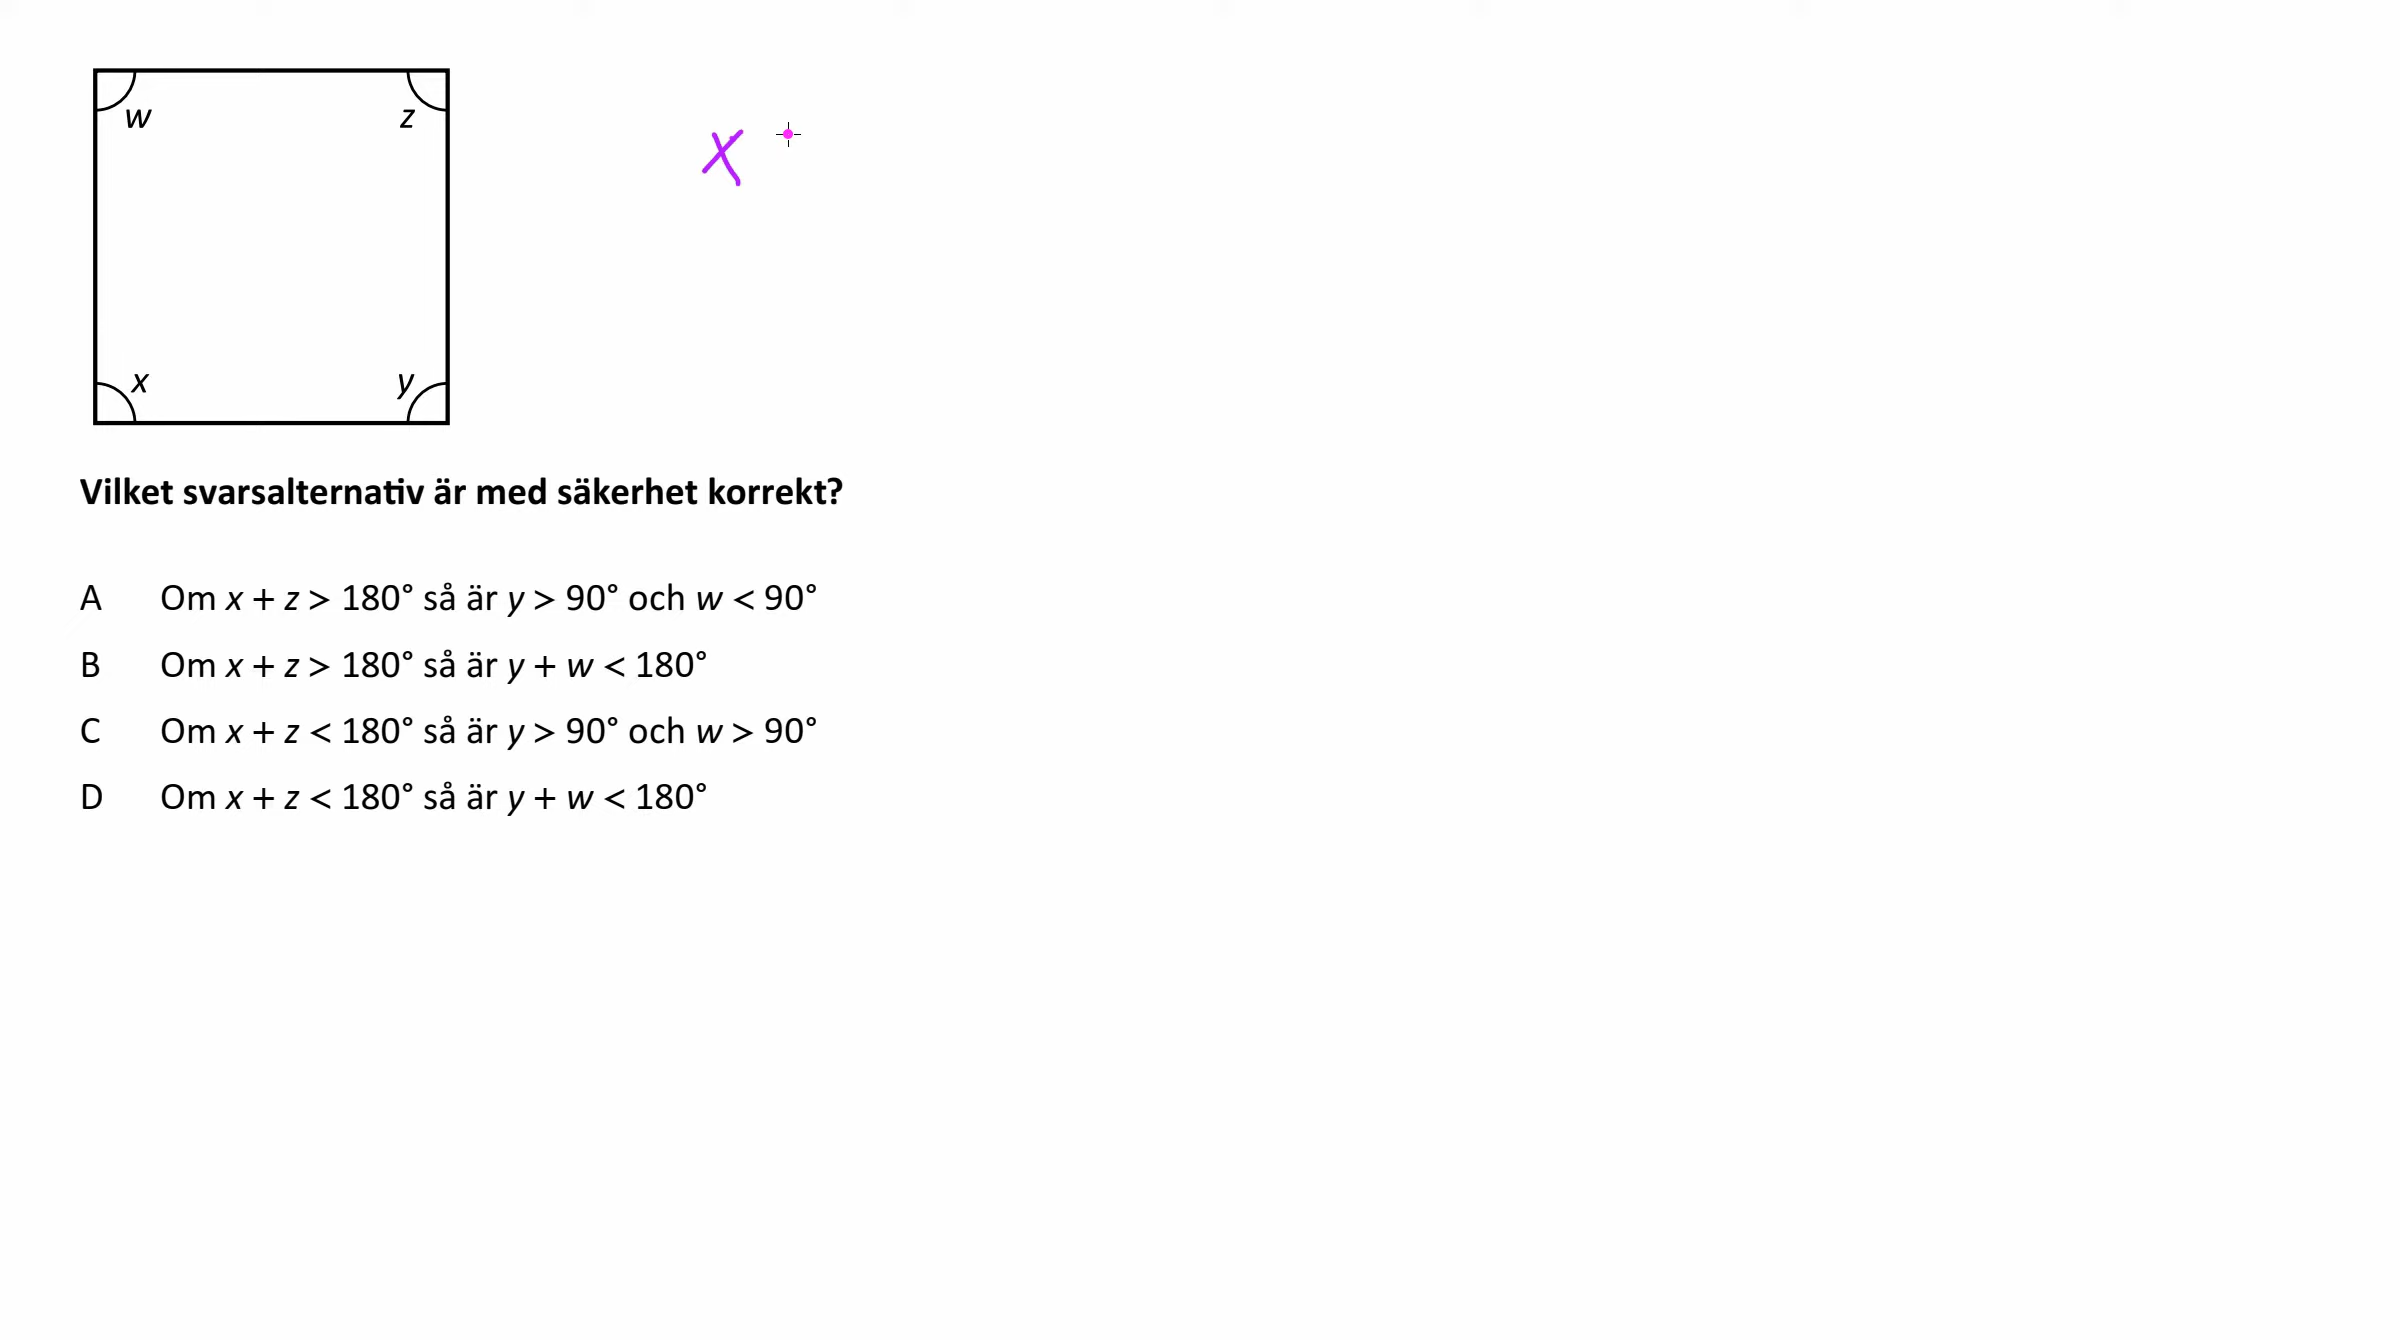 w z
x
x y
Vilket svarsalternativ är med säkerhet korrekt?
A Om x + z > 180° så är y > 90° och w < 90°
B Om x + z > 180° så är y + w < 180°
C Om x + z < 180° så är y > 90° och w > 90°
D Om x + z < 180° så är y + w < 180°